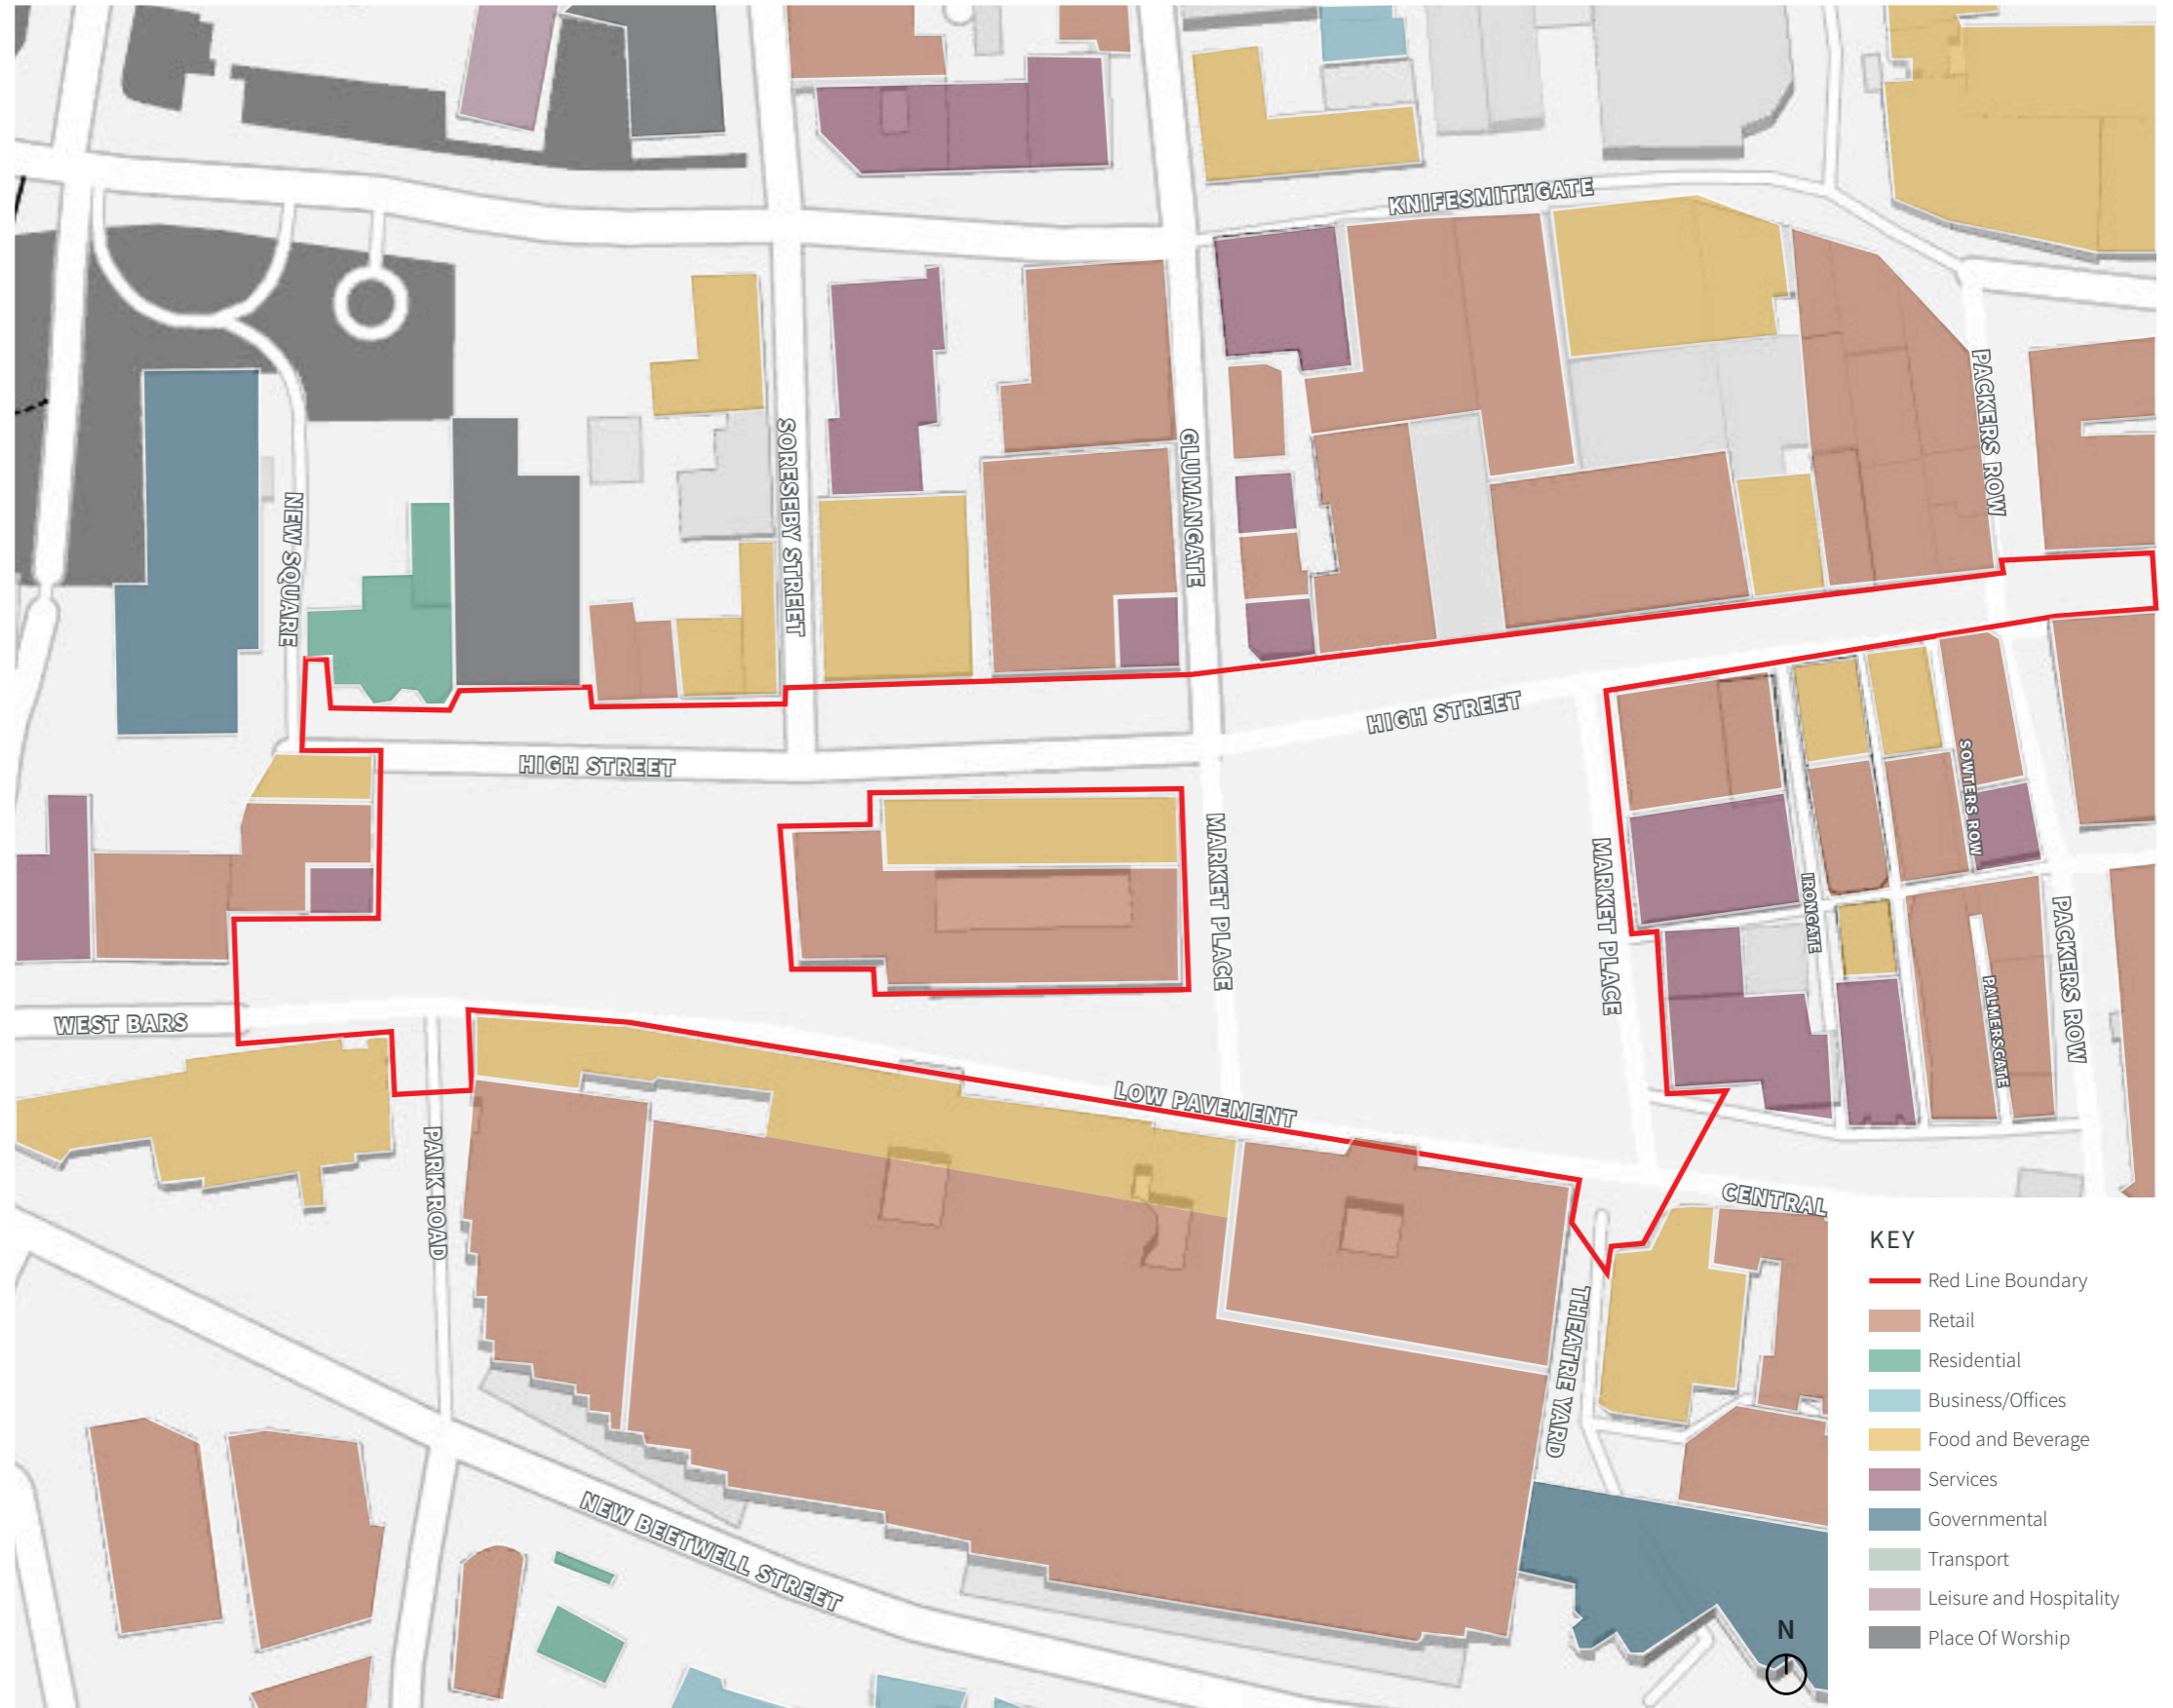 KNIFESMITHGATE
PACKERS ROW
SORESEBY STREET
GLUMANGATE
NEW SQUARE
HIGH STREET
HIGH STREET
SOWTERS ROW
MARKET PLACE
MARKET PLACE
IRONGATE
PACKERS ROW
PALMERSGATE
WEST BARS
LOW PAVEMENT
PARK ROAD
CENTRAL
THEATRE YARD
NEW BEETWELL STREET
KEY
Red Line Boundary
Retail
Residential
Business/Offices
Food and Beverage
Services
Governmental
Transport
Leisure and Hospitality
Place Of Worship
N